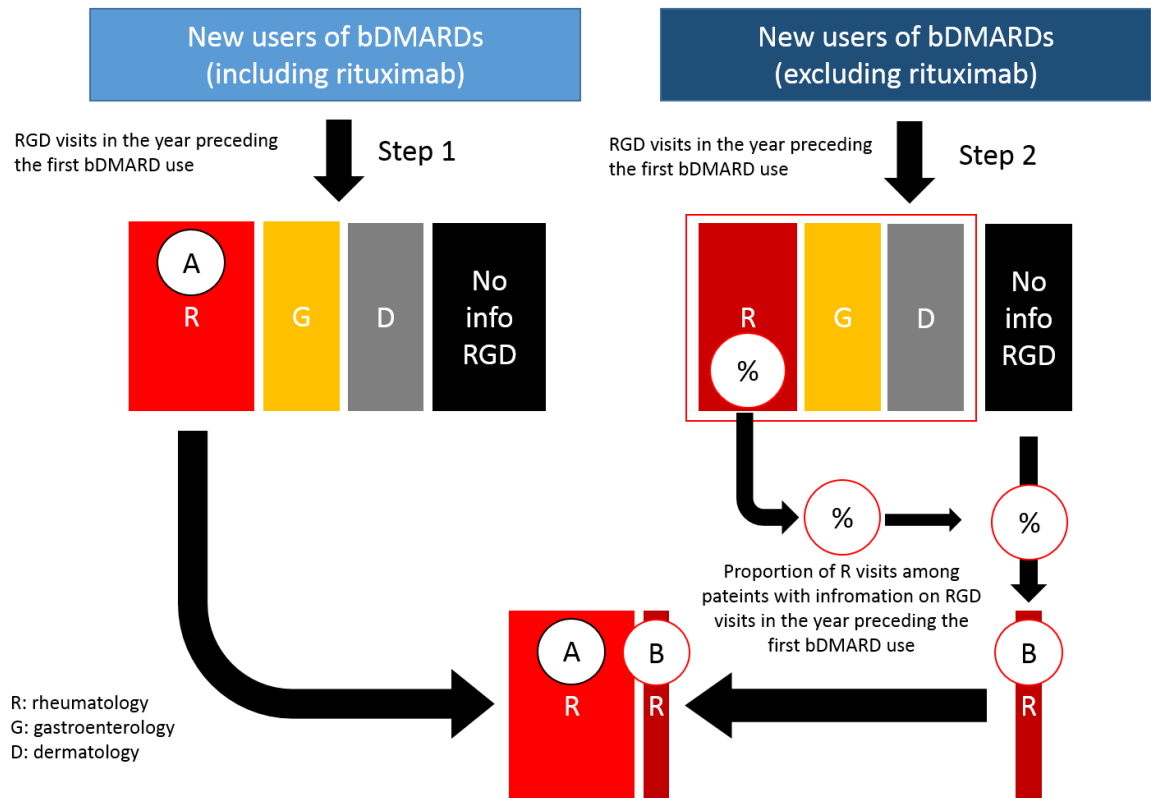 New users of bDMARDs
(including rituximab)
New users of bDMARDs
(excluding rituximab)
RGD visits in the year preceding
the first bDMARD use
Step 1
RGD visits in the year preceding
the first bDMARD use
Step 2
A
R
G
D
No
info
RGD
R
%
G
D
No
info
RGD
%
%
Proportion of R visits among
pateints with infromation on RGD
visits in the year preceding the
first bDMARD use
A
R
B
R
B
R
R: rheumatology
G: gastroenterology
D: dermatology